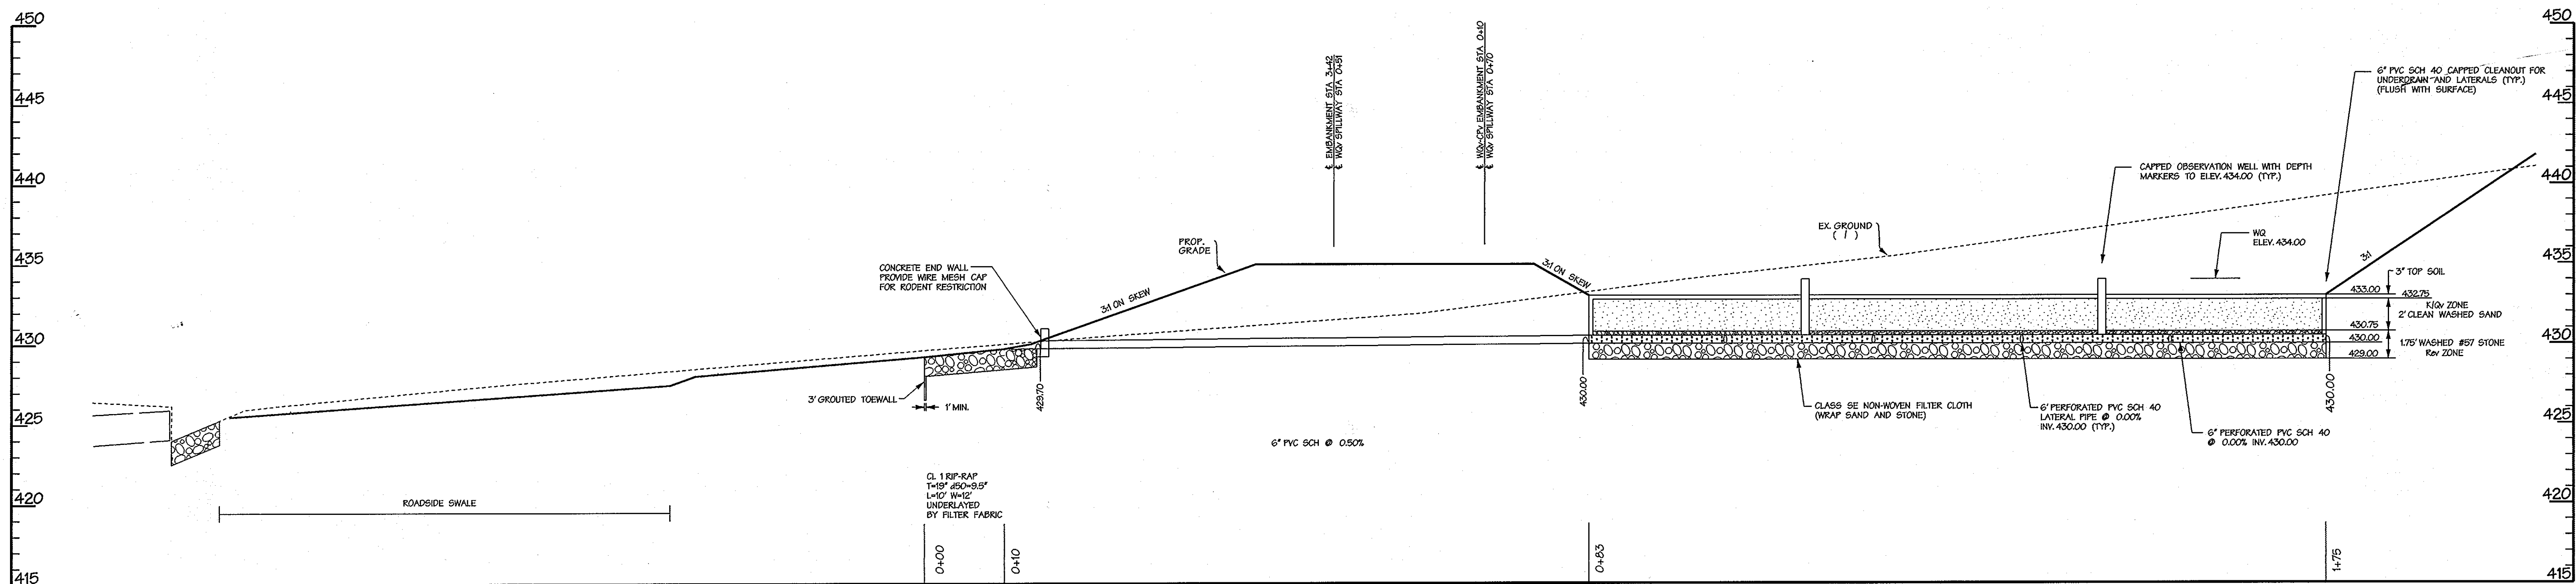 450
445
440
435
430
425
420
415
450
445
440
435
430
425
420
415
℄ EMBANKMENT STA 3+42
℄ WQv SPILLWAY STA 0+51
℄ WQv-CPv EMBANKMENT STA 0+10
℄ WQv SPILLWAY STA 0+70
6" PVC SCH 40 CAPPED CLEANOUT FOR
UNDERDRAIN AND LATERALS (TYP.)
(FLUSH WITH SURFACE)
CAPPED OBSERVATION WELL WITH DEPTH
MARKERS TO ELEV. 434.00 (TYP.)
EX. GROUND
( / )
WQ
ELEV. 434.00
PROP.
GRADE
CONCRETE END WALL
PROVIDE WIRE MESH CAP
FOR RODENT RESTRICTION
3:1 ON SKEW
3:1 ON SKEW
3:1
3" TOP SOIL
433.00
432.75
K/Qv ZONE
2' CLEAN WASHED SAND
430.75
430.00
1.75' WASHED #57 STONE
Rev ZONE
429.00
3' GROUTED TOEWALL
1' MIN.
429.70
430.00
430.00
CLASS SE NON-WOVEN FILTER CLOTH
(WRAP SAND AND STONE)
6' PERFORATED PVC SCH 40
LATERAL PIPE @ 0.00%
INV. 430.00 (TYP.)
6" PERFORATED PVC SCH 40
@ 0.00% INV. 430.00
6" PVC SCH @ 0.50%
CL 1 RIP-RAP
T=19" d50=9.5"
L=10' W=12'
UNDERLAYED
BY FILTER FABRIC
ROADSIDE SWALE
0+00
0+10
0+83
1+75